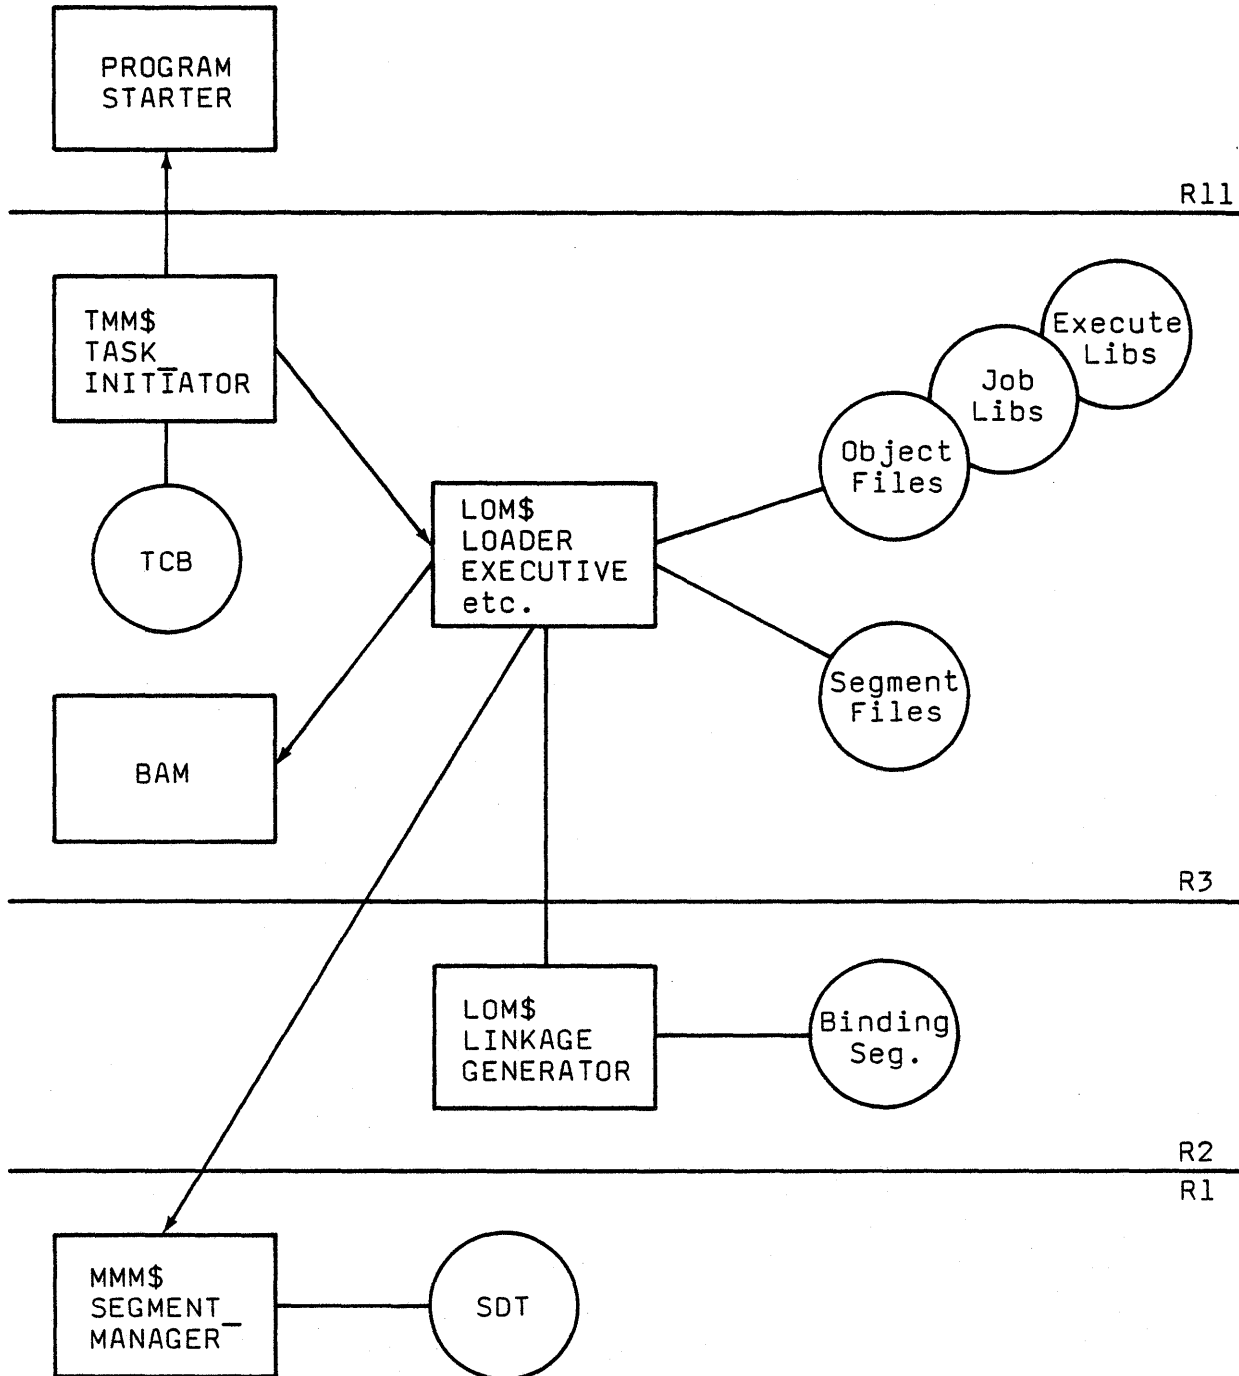 PROGRAM
STARTER
R11
TMM$
TASK_
INITIATOR
Execute
Libs
Job
Libs
Object
Files
LOM$
LOADER
EXECUTIVE
etc.
TCB
Segment
Files
BAM
R3
LOM$
LINKAGE
GENERATOR
Binding
Seg.
R2
R1
MMM$
SEGMENT_
MANAGER
SDT